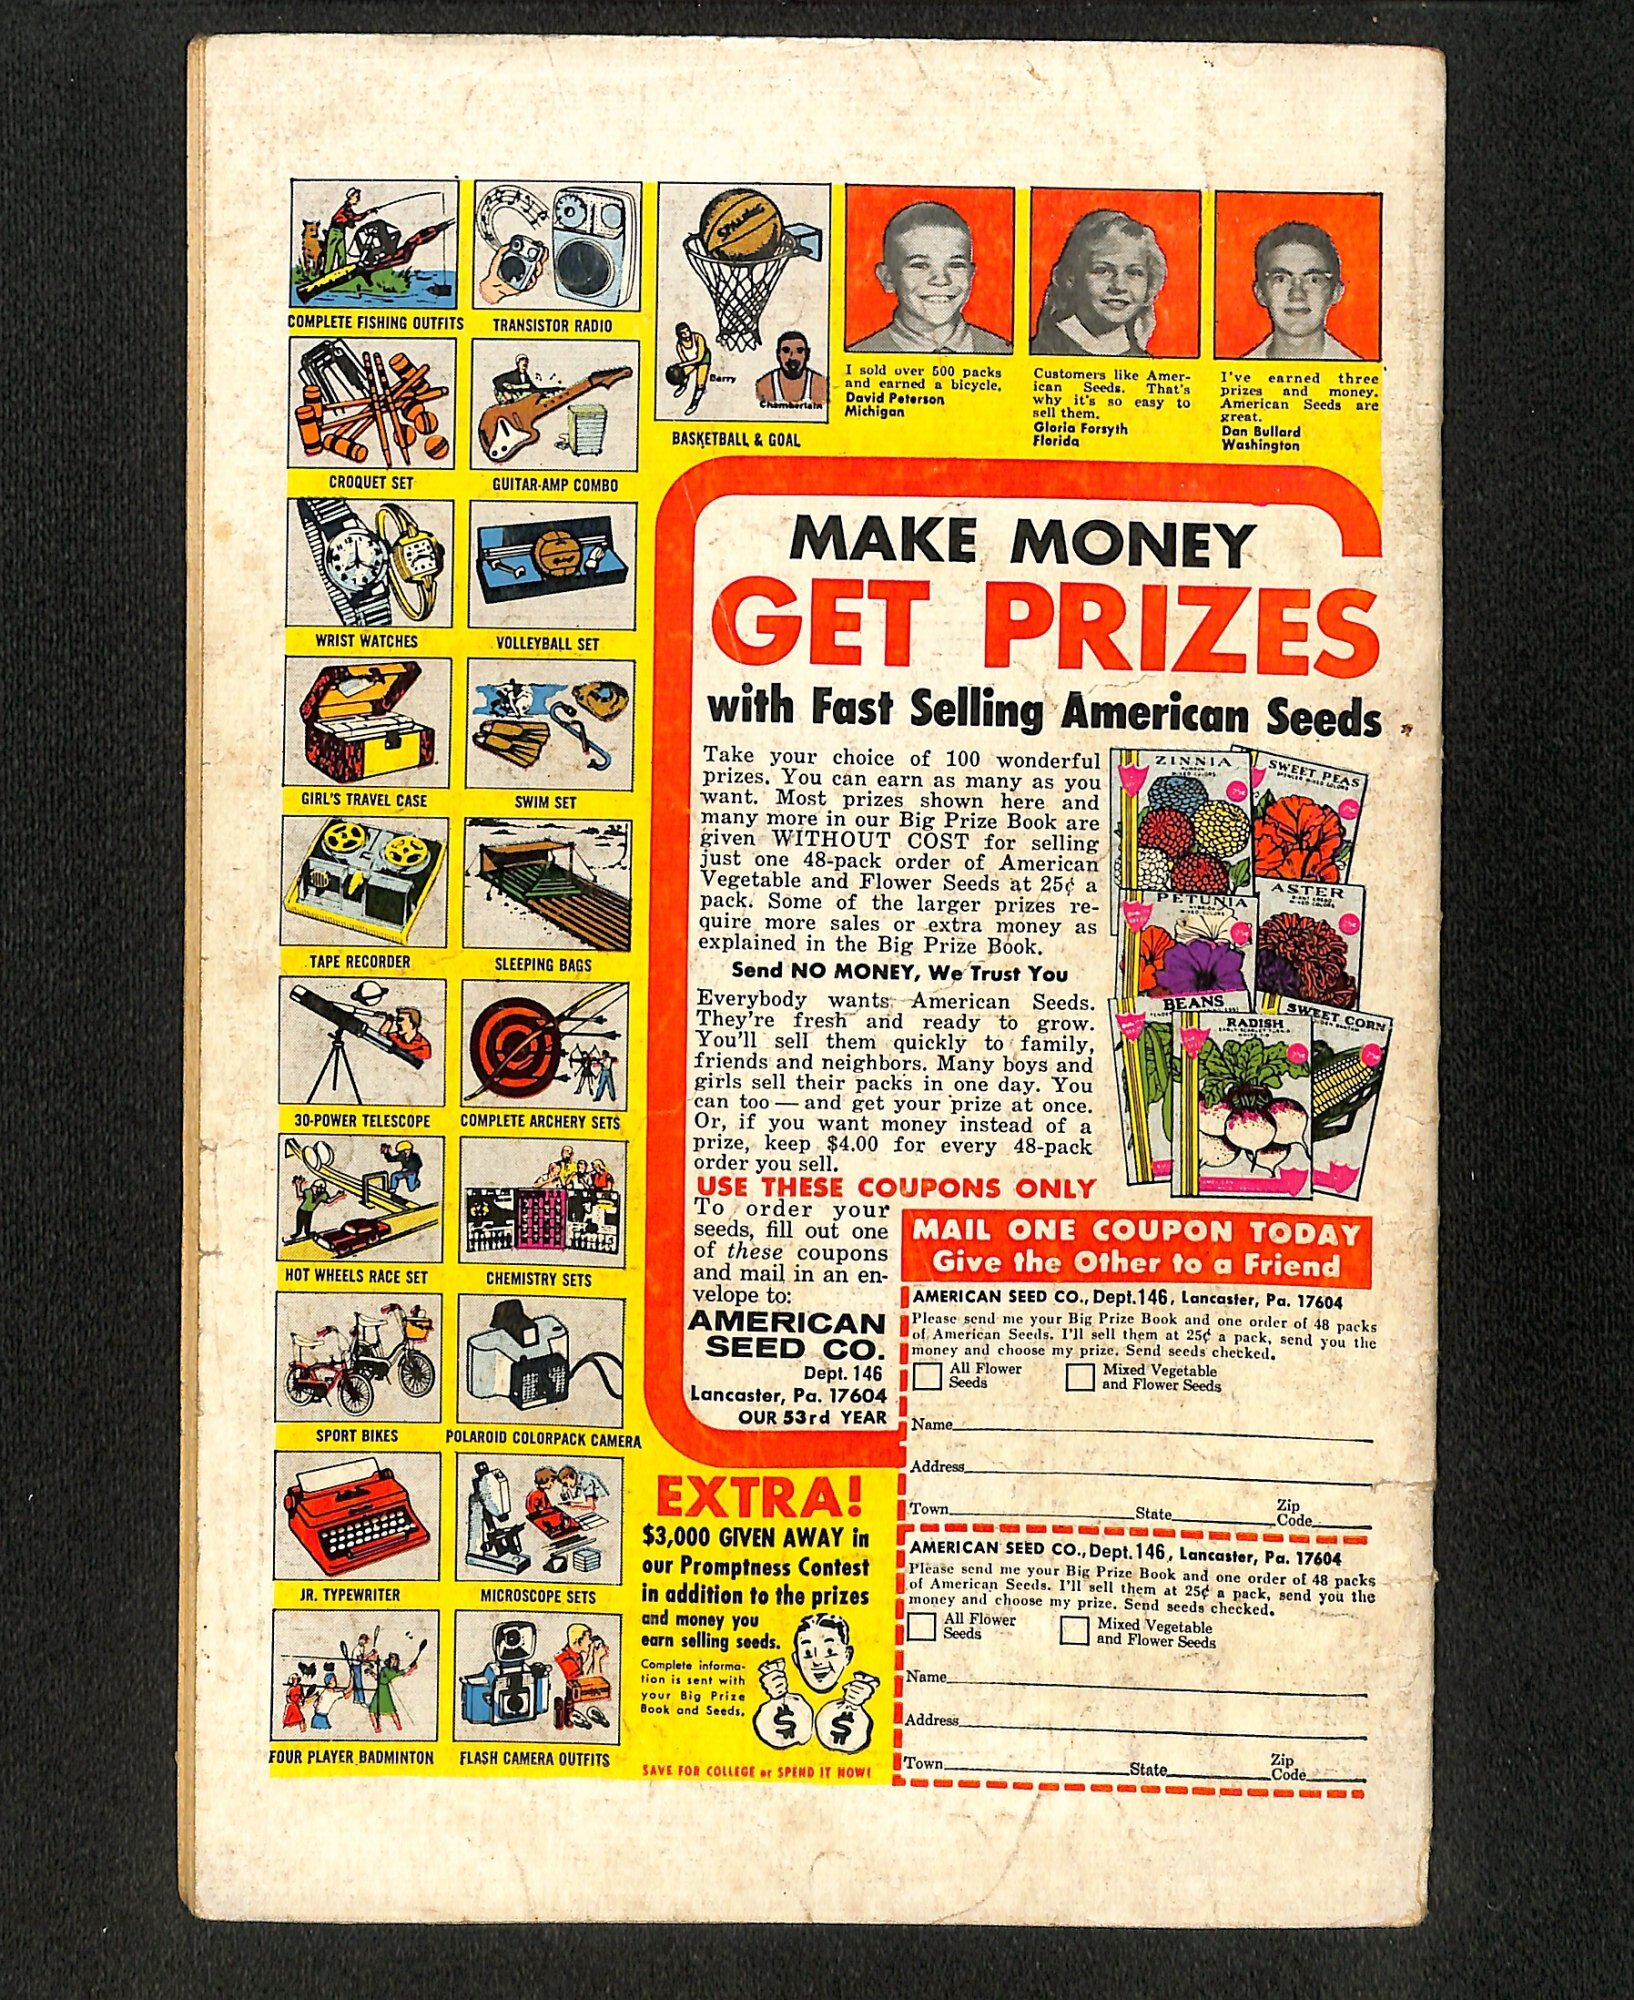 COMPLETE FISHING OUTFITS
TRANSISTOR RADIO
SPALDING
Barry
Chamberlain
BASKETBALL & GOAL
I sold over 500 packs
and earned a bicycle.
David Peterson
Michigan
Customers like Amer-
ican Seeds. That's
why it's so easy to
sell them.
Gloria Forsyth
Florida
I've earned three
prizes and money.
American Seeds are
great.
Dan Bullard
Washington
CROQUET SET
GUITAR-AMP COMBO
WRIST WATCHES
VOLLEYBALL SET
GIRL'S TRAVEL CASE
SWIM SET
TAPE RECORDER
SLEEPING BAGS
30-POWER TELESCOPE
COMPLETE ARCHERY SETS
HOT WHEELS RACE SET
CHEMISTRY SETS
SPORT BIKES
POLAROID COLORPACK CAMERA
JR. TYPEWRITER
MICROSCOPE SETS
FOUR PLAYER BADMINTON
FLASH CAMERA OUTFITS
MAKE MONEY
GET PRIZES
with Fast Selling American Seeds
Take your choice of 100 wonderful
prizes. You can earn as many as you
want. Most prizes shown here and
many more in our Big Prize Book are
given WITHOUT COST for selling
just one 48-pack order of American
Vegetable and Flower Seeds at 25¢ a
pack. Some of the larger prizes re-
quire more sales or extra money as
explained in the Big Prize Book.
Send NO MONEY, We Trust You
Everybody wants American Seeds.
They're fresh and ready to grow.
You'll sell them quickly to family,
friends and neighbors. Many boys and
girls sell their packs in one day. You
can too — and get your prize at once.
Or, if you want money instead of a
prize, keep $4.00 for every 48-pack
order you sell.
USE THESE COUPONS ONLY
To order your
seeds, fill out one
of these coupons
and mail in an en-
velope to:
AMERICAN
SEED CO.
Dept. 146
Lancaster, Pa. 17604
OUR 53rd YEAR
ZINNIA
MIXED COLORS
SWEET PEAS
PETUNIA
MIXED COLORS
ASTER
BEANS
RADISH
SWEET CORN
MAIL ONE COUPON TODAY
Give the Other to a Friend
AMERICAN SEED CO., Dept. 146, Lancaster, Pa. 17604
Please send me your Big Prize Book and one order of 48 packs
of American Seeds. I'll sell them at 25¢ a pack, send you the
money and choose my prize. Send seeds checked.
All Flower
Seeds
Mixed Vegetable
and Flower Seeds
Name
Address
Town State Zip Code
AMERICAN SEED CO., Dept. 146, Lancaster, Pa. 17604
Please send me your Big Prize Book and one order of 48 packs
of American Seeds. I'll sell them at 25¢ a pack, send you the
money and choose my prize. Send seeds checked.
All Flower
Seeds
Mixed Vegetable
and Flower Seeds
Name
Address
Town State Zip Code
EXTRA!
$3,000 GIVEN AWAY in
our Promptness Contest
in addition to the prizes
and money you
earn selling seeds.
Complete informa-
tion is sent with
your Big Prize
Book and Seeds.
$ $
SAVE FOR COLLEGE or SPEND IT NOW!